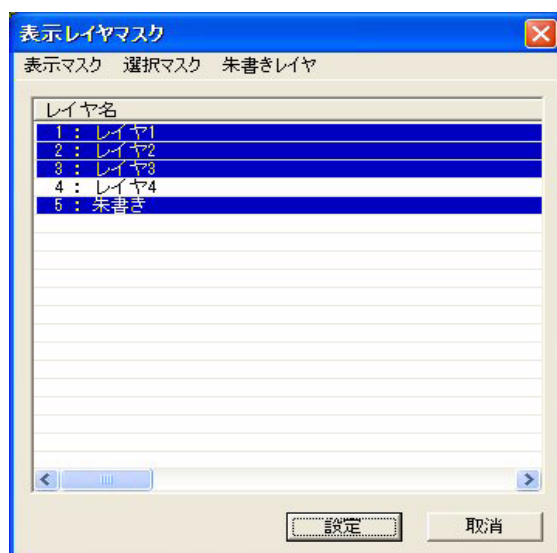 表示レイヤマスク
表示マスク 選択マスク 朱書きレイヤ
レイヤ名
1 : レイヤ1
2 : レイヤ2
3 : レイヤ3
4 : レイヤ4
5 : 朱書き
設定 取消